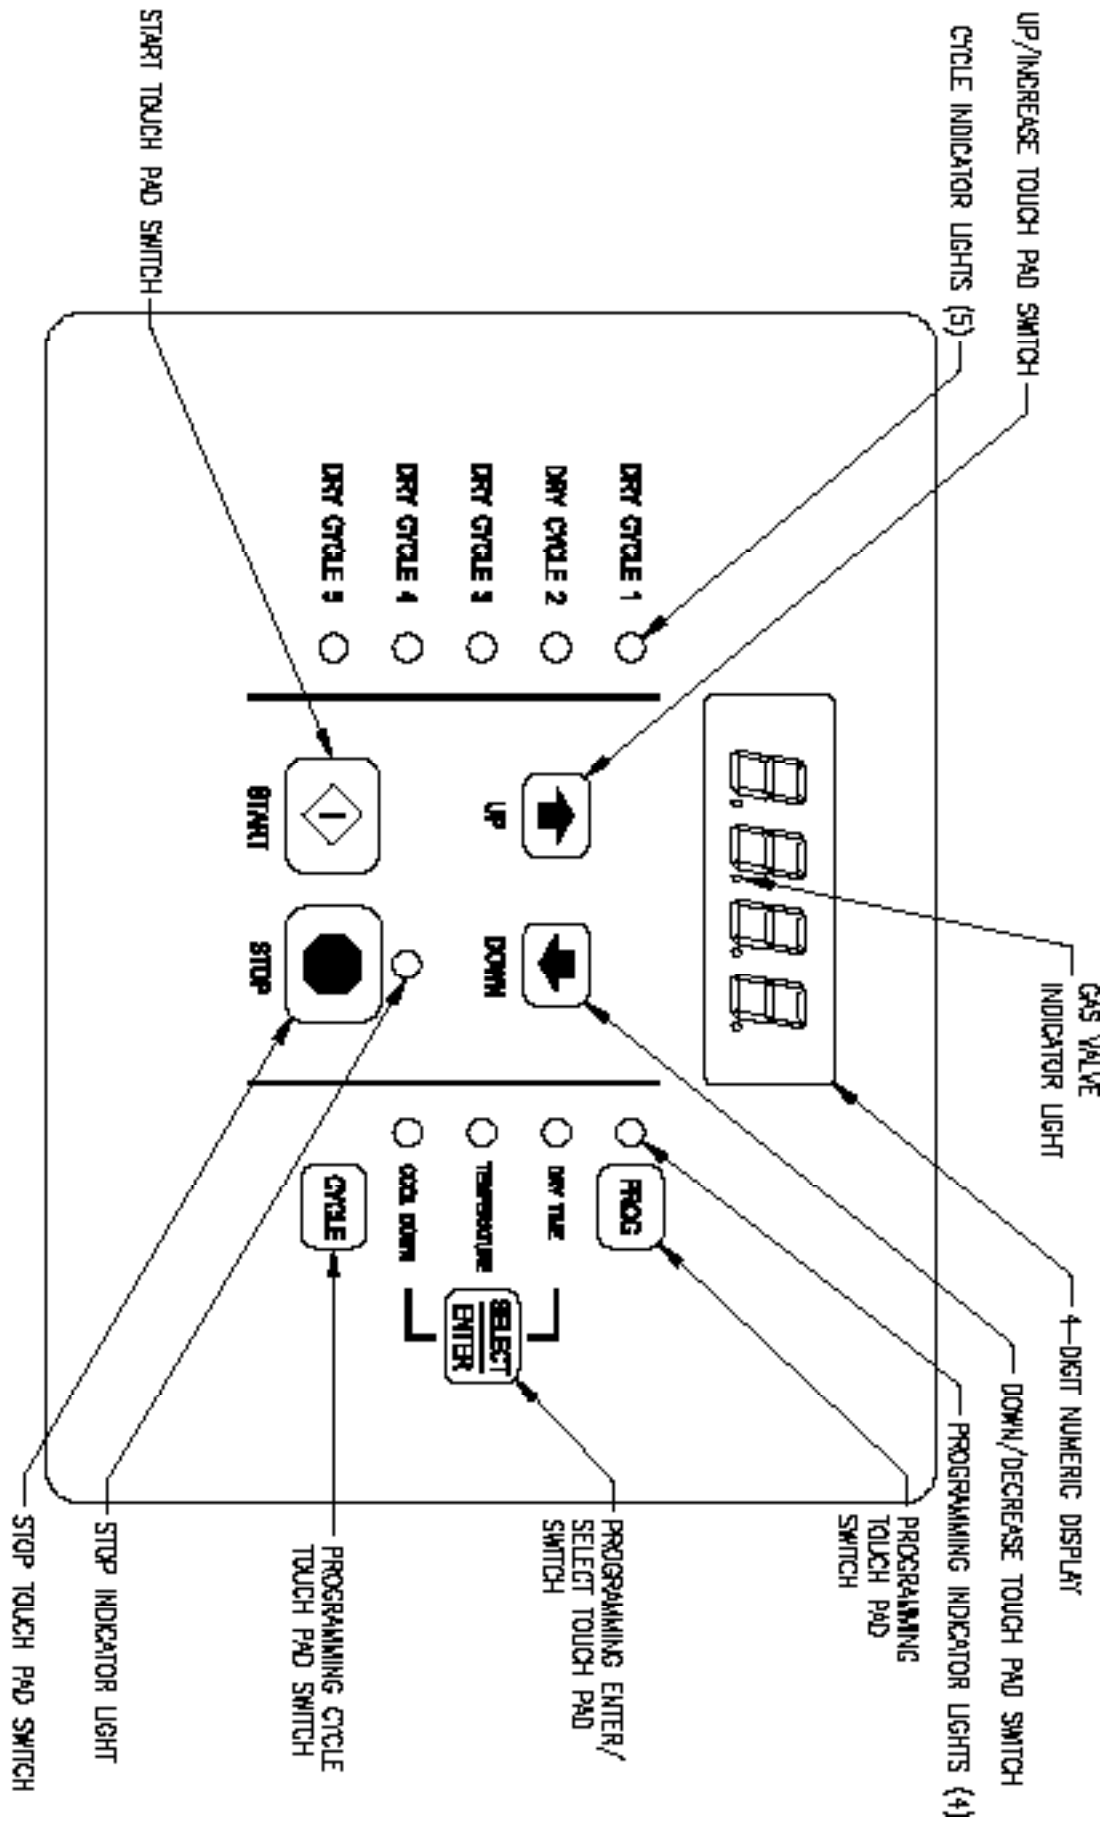 UP/INCREASE TOUCH PAD SWITCH
CYCLE INDICATOR LIGHTS (5)
START TOUCH PAD SWITCH
GAS VALVE
INDICATOR LIGHT
4-DIGIT NUMERIC DISPLAY
DOWN/DECREASE TOUCH PAD SWITCH
PROGRAMMING INDICATOR LIGHTS (4)
PROGRAMMING
TOUCH PAD
SWITCH
PROGRAMMING ENTER/
SELECT TOUCH PAD
SWITCH
PROGRAMMING CYCLE
TOUCH PAD SWITCH
STOP INDICATOR LIGHT
STOP TOUCH PAD SWITCH
DRY CYCLE 1
DRY CYCLE 2
DRY CYCLE 3
DRY CYCLE 4
DRY CYCLE 5
UP
DOWN
START
STOP
PROG
DRY TIME
TEMPERATURE
COOL DOWN
SELECT
ENTER
CYCLE